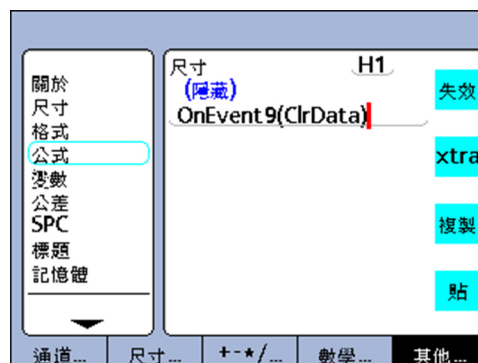 關於
尺寸
格式
公式
變數
公差
SPC
標題
記憶體
尺寸 H1
(隱藏)
OnEvent9(ClrData)
失效
xtra
複製
貼
通道...
尺寸...
+-*/...
數學...
其他...